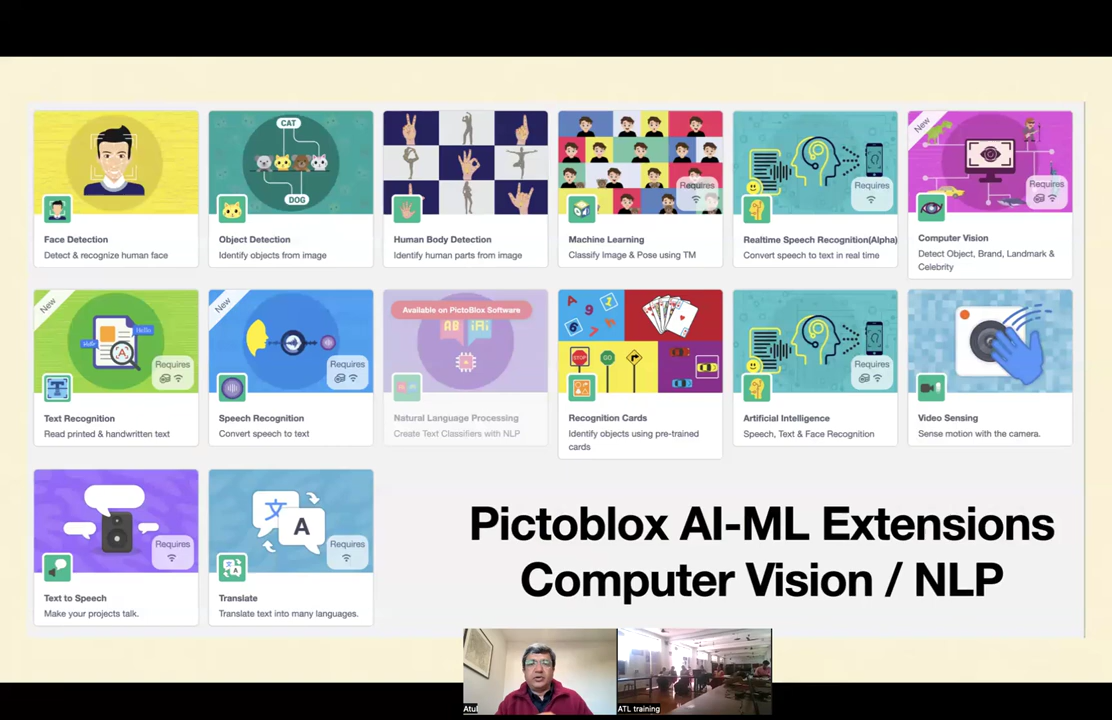 CAT
DOG
Face Detection
Detect & recognize human face
Object Detection
Identify objects from image
Human Body Detection
Identify human parts from image
Requires
Machine Learning
Classify Image & Pose using TM
Requires
Realtime Speech Recognition(Alpha)
Convert speech to text in real time
New
Requires
Computer Vision
Detect Object, Brand, Landmark &
Celebrity
New
Hello
Hello
A
Requires
Text Recognition
Read printed & handwritten text
New
Requires
Speech Recognition
Convert speech to text
Available on PictoBlox Software
Natural Language Processing
Create Text Classifiers with NLP
STOP
GO
Recognition Cards
Identify objects using pre-trained
cards
Requires
Artificial Intelligence
Speech, Text & Face Recognition
Video Sensing
Sense motion with the camera.
Requires
Text to Speech
Make your projects talk.
文
A
Requires
Translate
Translate text into many languages.
Pictoblox AI-ML Extensions
Computer Vision / NLP
Atul
ATL training